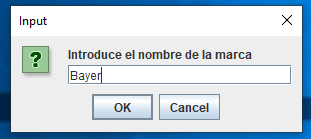 Input
?
Introduce el nombre de la marca
Bayer
OK Cancel